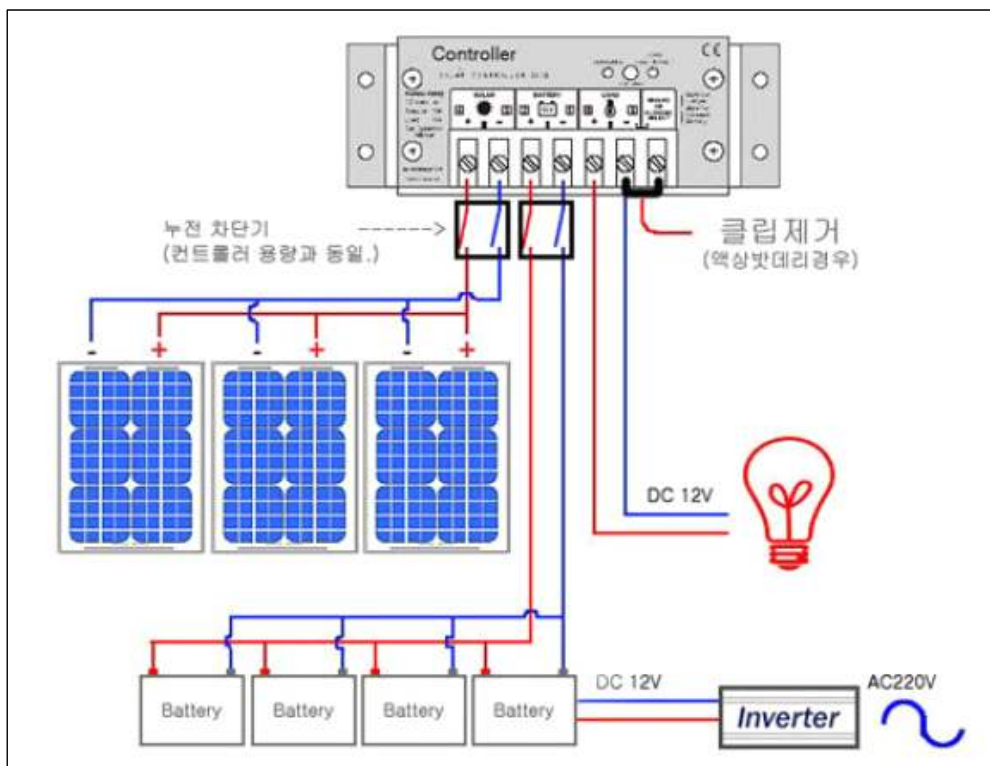 Controller
CE
SOLAR
BATTERY
LOAD
+ - + - + -
누전 차단기
(컨트롤러 용량과 동일.)
클립제거
(액상밧데리경우)
- + - + - +
DC 12V
Battery
Battery
Battery
Battery
DC 12V
Inverter
AC220V